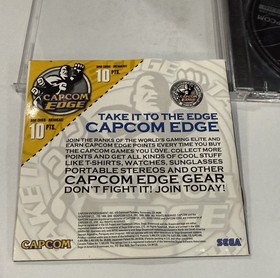 10 PTS.
CAPCOM
EDGE
10 PTS.
TAKE IT TO THE EDGE
CAPCOM EDGE
JOIN THE RANKS OF THE WORLD'S GAMING ELITE AND
EARN CAPCOM EDGE POINTS EVERY TIME YOU BUY
THE CAPCOM GAMES YOU LOVE. COLLECT MORE
POINTS AND GET ALL KINDS OF COOL STUFF
LIKE T-SHIRTS, WATCHES, SUNGLASSES
PORTABLE STEREOS AND OTHER
CAPCOM EDGE GEAR
DON'T FIGHT IT! JOIN TODAY!
CAPCOM
SEGA